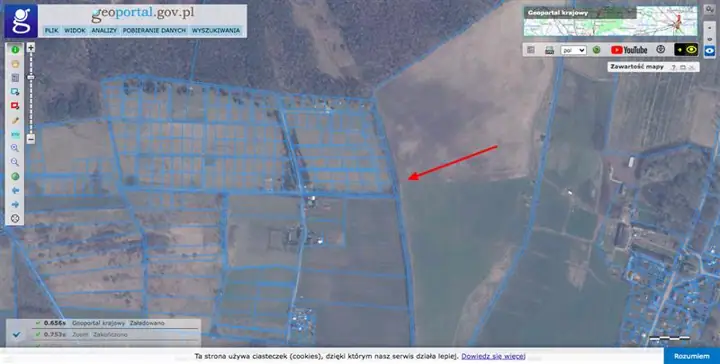 geoportal.gov.pl
PLIK WIDOK ANALIZY POBIERANIE DANYCH WYSZUKIWANIA
Geoportal krajowy
pol
YouTube
Zawartość mapy
0.656s Geoportal krajowy Załadowano
0.753s Zoom Zakończono
Ta strona używa ciasteczek (cookies), dzięki którym nasz serwis działa lepiej. Dowiedz się więcej
Rozumiem